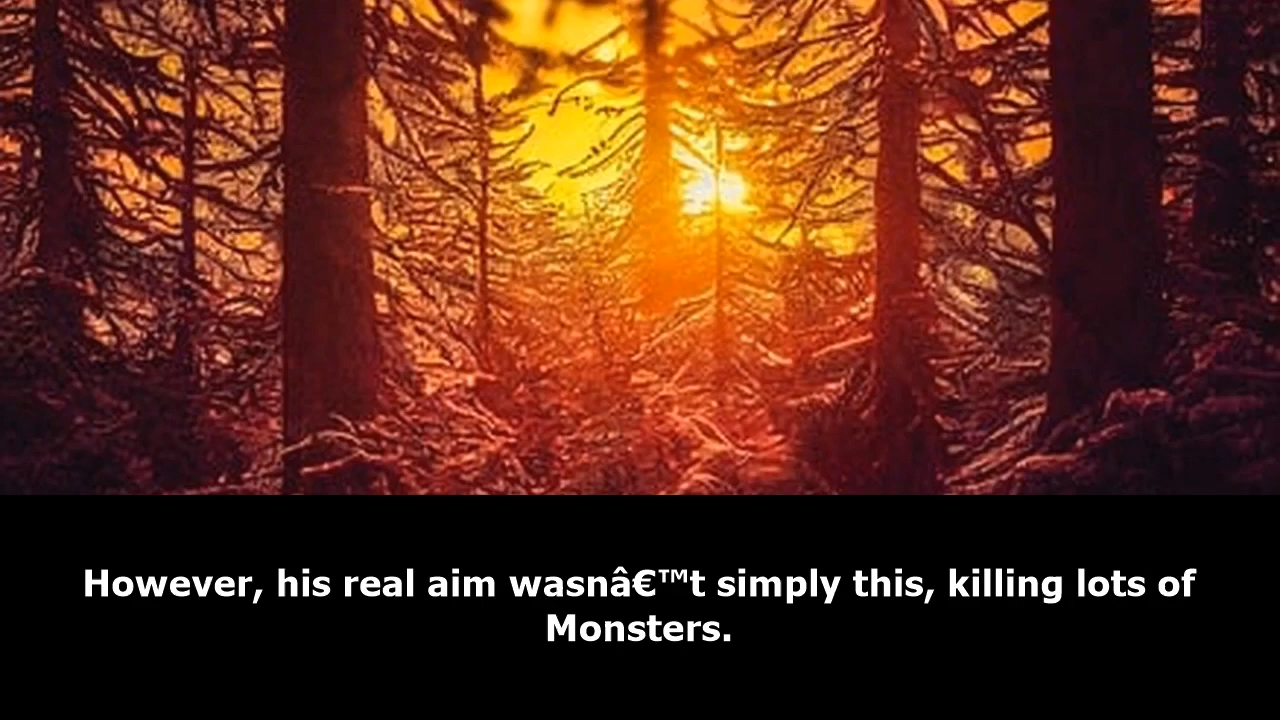 However, his real aim wasnâ€™t simply this, killing lots of
Monsters.